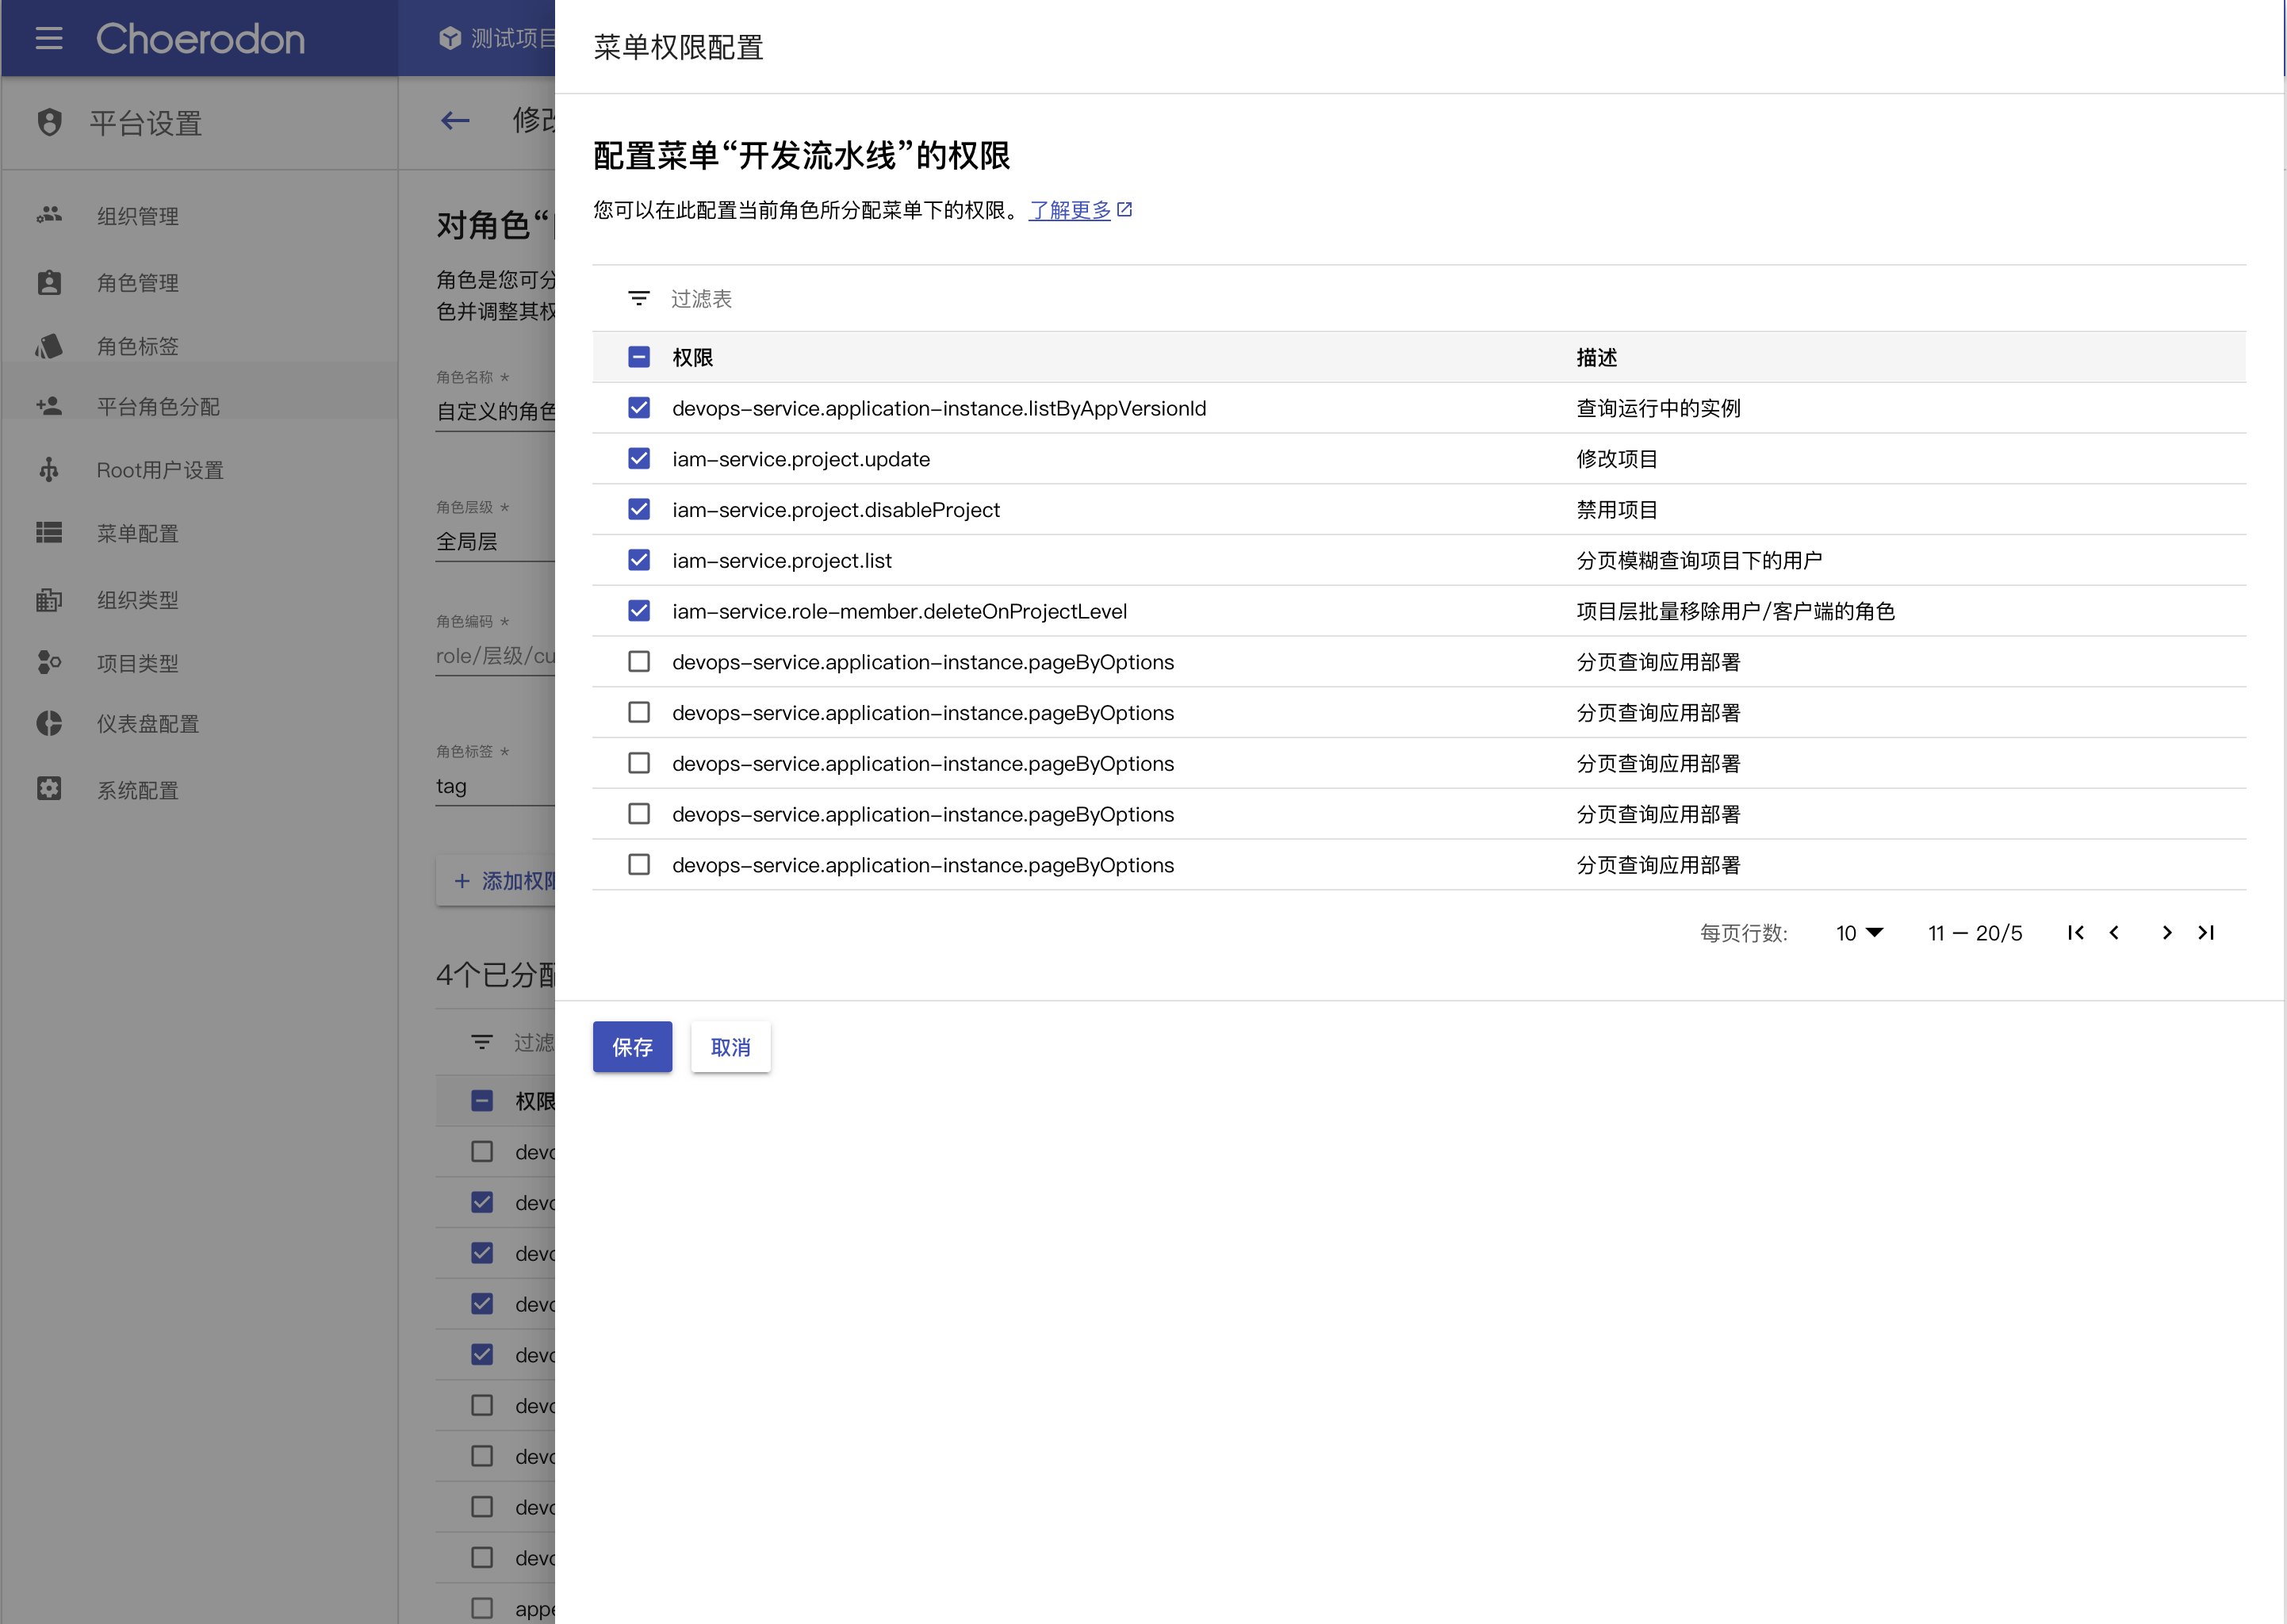 Choerodon
测试项目
平台设置
组织管理
角色管理
角色标签
平台角色分配
Root用户设置
菜单配置
组织类型
项目类型
仪表盘配置
系统配置
修改
对角色“
角色是您可分
色并调整其权
角色名称 *
自定义的角色
角色层级 *
全局层
角色编码 *
role/层级/cu
角色标签 *
tag
+ 添加权限
4个已分配
过滤
权限
devo
devo
devo
devo
devo
devo
devo
devo
devo
appe
菜单权限配置
配置菜单“开发流水线”的权限
您可以在此配置当前角色所分配菜单下的权限。 了解更多
过滤表
权限 描述
devops-service.application-instance.listByAppVersionId 查询运行中的实例
iam-service.project.update 修改项目
iam-service.project.disableProject 禁用项目
iam-service.project.list 分页模糊查询项目下的用户
iam-service.role-member.deleteOnProjectLevel 项目层批量移除用户/客户端的角色
devops-service.application-instance.pageByOptions 分页查询应用部署
devops-service.application-instance.pageByOptions 分页查询应用部署
devops-service.application-instance.pageByOptions 分页查询应用部署
devops-service.application-instance.pageByOptions 分页查询应用部署
devops-service.application-instance.pageByOptions 分页查询应用部署
每页行数: 10 11 — 20/5
保存 取消